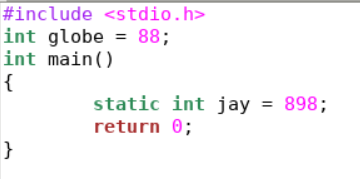 #include <stdio.h>
int globe = 88;
int main()
{
        static int jay = 898;
        return 0;
}